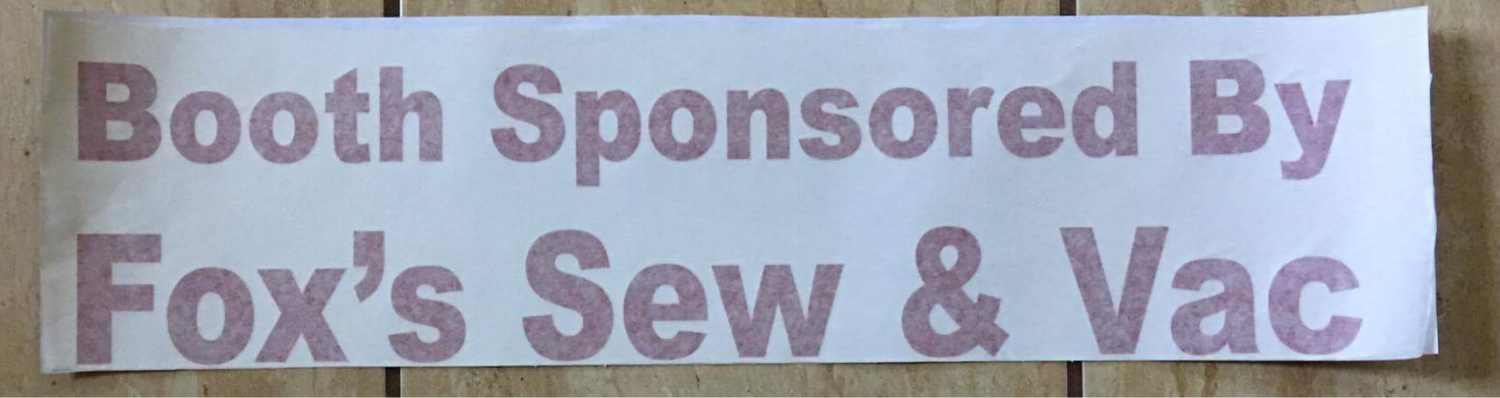 Booth Sponsored By
Fox's Sew & Vac